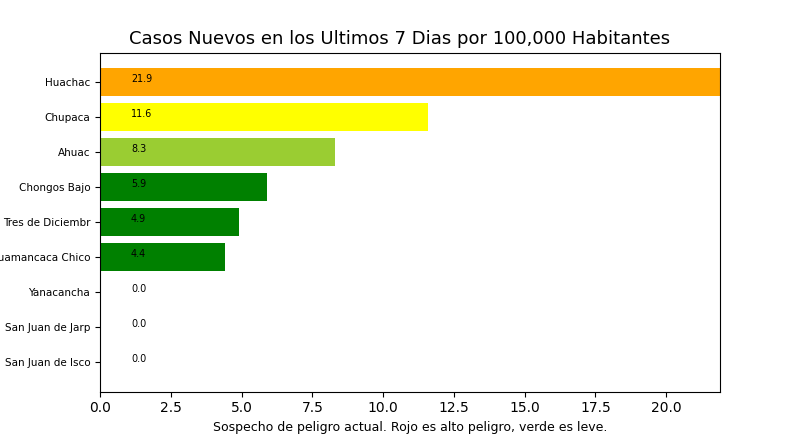 Casos Nuevos en los Ultimos 7 Dias por 100,000 Habitantes
Huachac 21.9
Chupaca 11.6
Ahuac 8.3
Chongos Bajo 5.9
Tres de Diciembr 4.9
uamancaca Chico 4.4
Yanacancha 0.0
San Juan de Jarp 0.0
San Juan de Isco 0.0
0.0 2.5 5.0 7.5 10.0 12.5 15.0 17.5 20.0
Sospecho de peligro actual. Rojo es alto peligro, verde es leve.